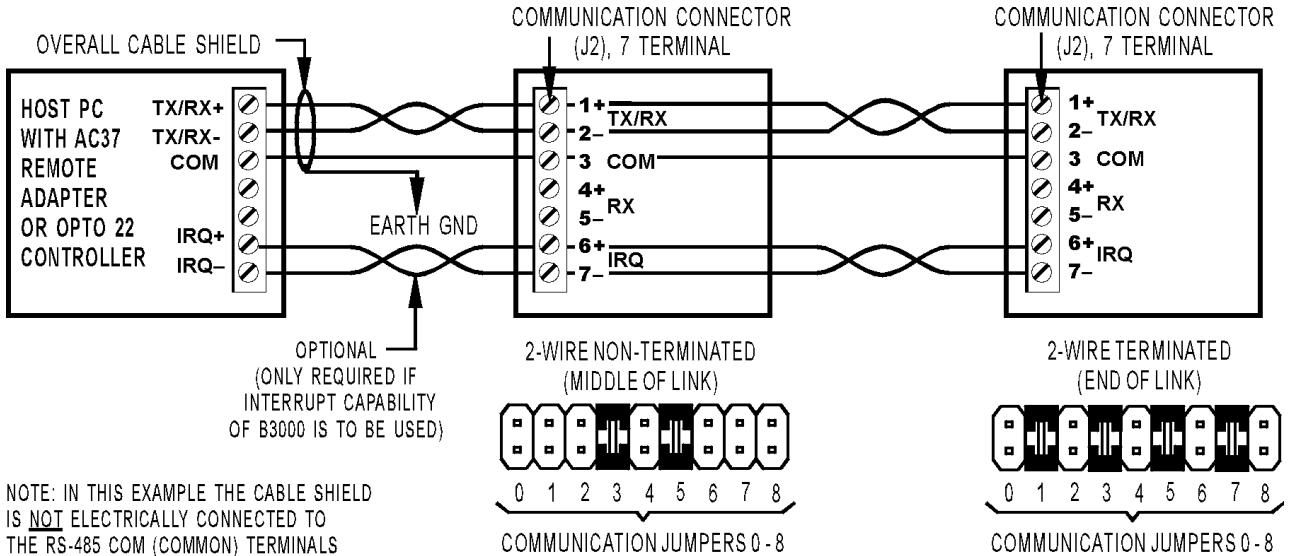 COMMUNICATION CONNECTOR
(J2), 7 TERMINAL
COMMUNICATION CONNECTOR
(J2), 7 TERMINAL
OVERALL CABLE SHIELD
HOST PC
WITH AC37
REMOTE
ADAPTER
OR OPTO 22
CONTROLLER
TX/RX+
TX/RX-
COM
IRQ+
IRQ–
EARTH GND
1+
TX/RX
2–
3 COM
4+
RX
5–
6+
IRQ
7–
1+
TX/RX
2–
3 COM
4+
RX
5–
6+
IRQ
7–
OPTIONAL
(ONLY REQUIRED IF
INTERRUPT CAPABILITY
OF B3000 IS TO BE USED)
2-WIRE NON-TERMINATED
(MIDDLE OF LINK)
0 1 2 3 4 5 6 7 8
COMMUNICATION JUMPERS 0 - 8
2-WIRE TERMINATED
(END OF LINK)
0 1 2 3 4 5 6 7 8
COMMUNICATION JUMPERS 0 - 8
NOTE: IN THIS EXAMPLE THE CABLE SHIELD
IS NOT ELECTRICALLY CONNECTED TO
THE RS-485 COM (COMMON) TERMINALS